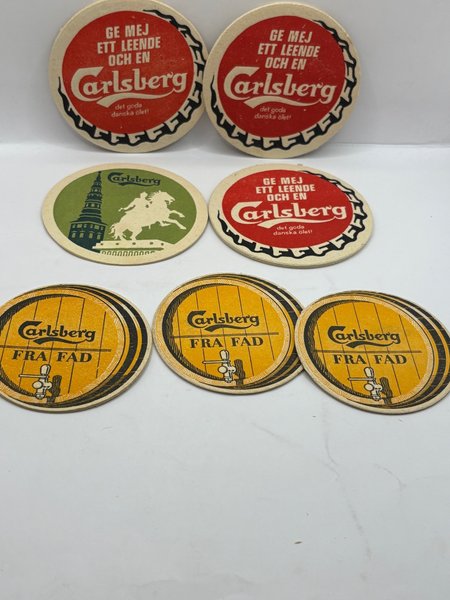 GE MEJ
ETT LEENDE
OCH EN
Carlsberg
det goda
danska ölet!
GE MEJ
ETT LEENDE
OCH EN
Carlsberg
det goda
danska ölet!
Carlsberg
GE MEJ
ETT LEENDE
OCH EN
Carlsberg
det goda
danska ölet!
Carlsberg
FRA FAD
Carlsberg
FRA FAD
Carlsberg
FRA FAD